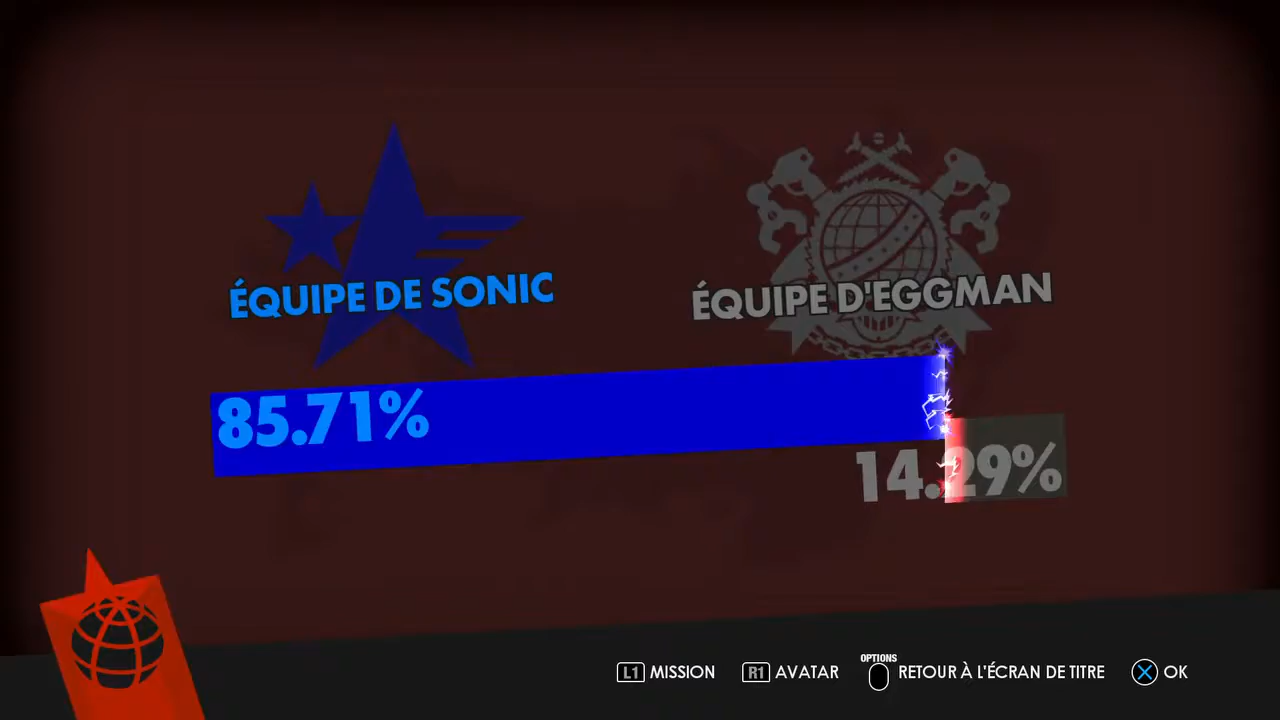 ÉQUIPE DE SONIC
ÉQUIPE D'EGGMAN
85.71%
14.29%
L1 MISSION
R1 AVATAR
OPTIONS
RETOUR À L'ÉCRAN DE TITRE
OK